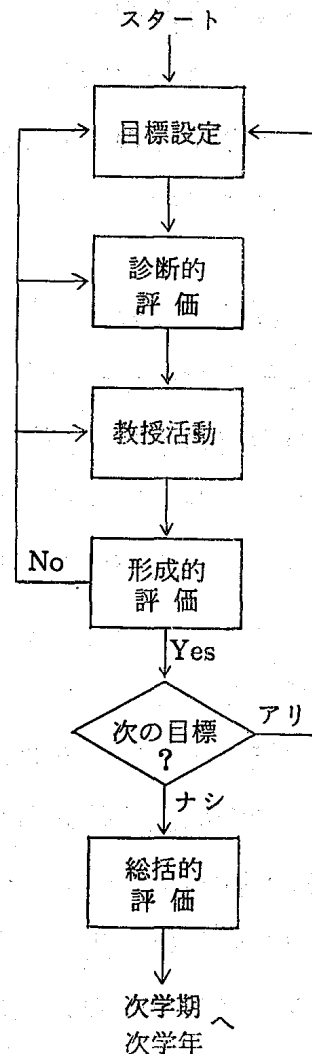 スタート
目標設定
診断的
評価
教授活動
No
形成的
評価
Yes
次の目標
?
アリ
ナシ
総括的
評価
次学期
次学年
へ